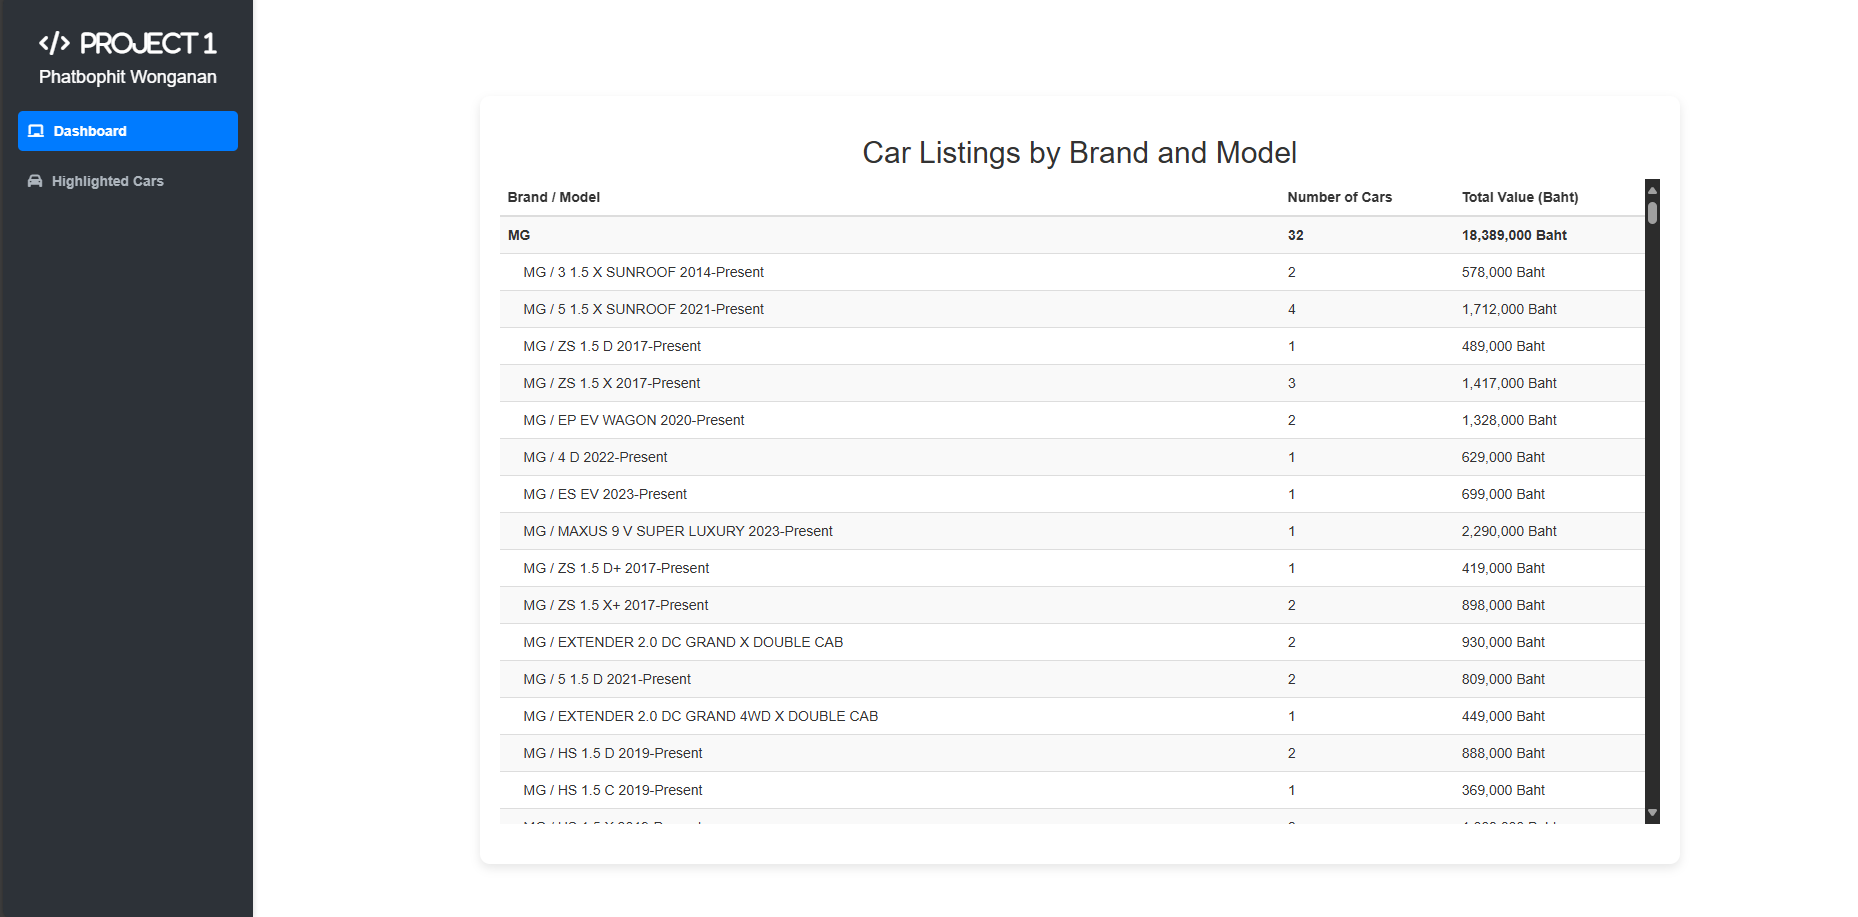 </> PROJECT 1
Phatbophit Wonganan
Dashboard
Highlighted Cars
Car Listings by Brand and Model
Brand / Model Number of Cars Total Value (Baht)
MG 32 18,389,000 Baht
MG / 3 1.5 X SUNROOF 2014-Present 2 578,000 Baht
MG / 5 1.5 X SUNROOF 2021-Present 4 1,712,000 Baht
MG / ZS 1.5 D 2017-Present 1 489,000 Baht
MG / ZS 1.5 X 2017-Present 3 1,417,000 Baht
MG / EP EV WAGON 2020-Present 2 1,328,000 Baht
MG / 4 D 2022-Present 1 629,000 Baht
MG / ES EV 2023-Present 1 699,000 Baht
MG / MAXUS 9 V SUPER LUXURY 2023-Present 1 2,290,000 Baht
MG / ZS 1.5 D+ 2017-Present 1 419,000 Baht
MG / ZS 1.5 X+ 2017-Present 2 898,000 Baht
MG / EXTENDER 2.0 DC GRAND X DOUBLE CAB 2 930,000 Baht
MG / 5 1.5 D 2021-Present 2 809,000 Baht
MG / EXTENDER 2.0 DC GRAND 4WD X DOUBLE CAB 1 449,000 Baht
MG / HS 1.5 D 2019-Present 2 888,000 Baht
MG / HS 1.5 C 2019-Present 1 369,000 Baht